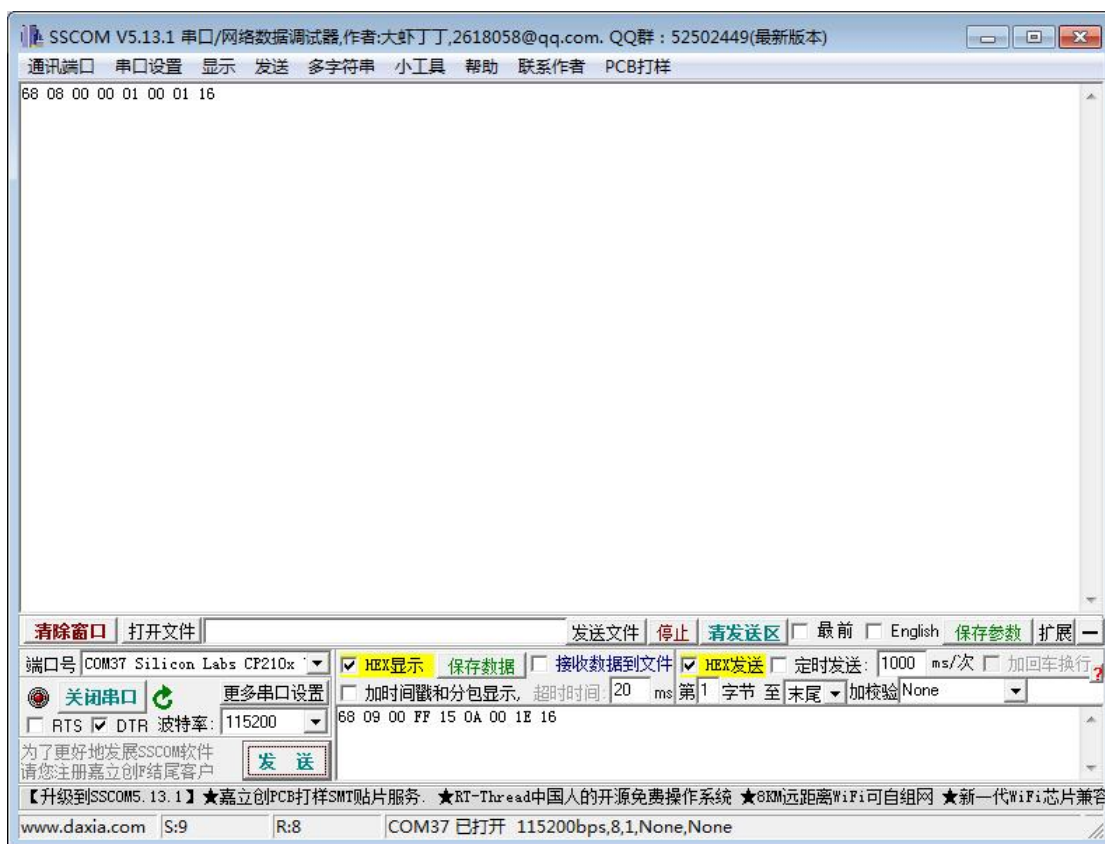 SSCOM V5.13.1 串口/网络数据调试器,作者:大虾丁丁,2618058@qq.com. QQ群：52502449(最新版本)
通讯端口 串口设置 显示 发送 多字符串 小工具 帮助 联系作者 PCB打样
68 08 00 00 01 00 01 16
清除窗口 打开文件 发送文件 停止 清发送区 最前 English 保存参数 扩展 —
端口号 COM37 Silicon Labs CP210x HEX显示 保存数据 接收数据到文件 HEX发送 定时发送: 1000 ms/次 加回车换行 ?
关闭串口 更多串口设置 加时间戳和分包显示, 超时时间: 20 ms 第 1 字节 至 末尾 加校验 None
RTS DTR 波特率: 115200 68 09 00 FF 15 0A 00 1E 16
为了更好地发展SSCOM软件
请您注册嘉立创F结尾客户
发 送
【升级到SSCOM5.13.1】★嘉立创PCB打样SMT贴片服务. ★RT-Thread中国人的开源免费操作系统 ★8KM远距离WiFi可自组网 ★新一代WiFi芯片兼容
www.daxia.com S:9 R:8 COM37 已打开 115200bps,8,1,None,None